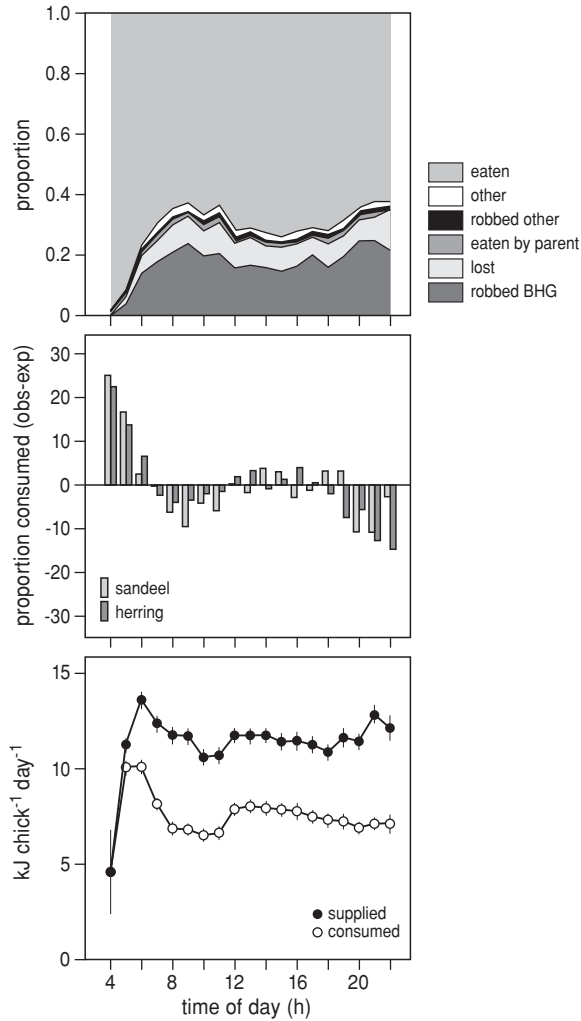 1.0
0.8
0.6
0.4
0.2
0
proportion
eaten
other
robbed other
eaten by parent
lost
robbed BHG
30
20
10
0
-10
-20
-30
proportion consumed (obs-exp)
sandeel
herring
15
10
5
0
kJ chick-1 day-1
supplied
consumed
4 8 12 16 20
time of day (h)